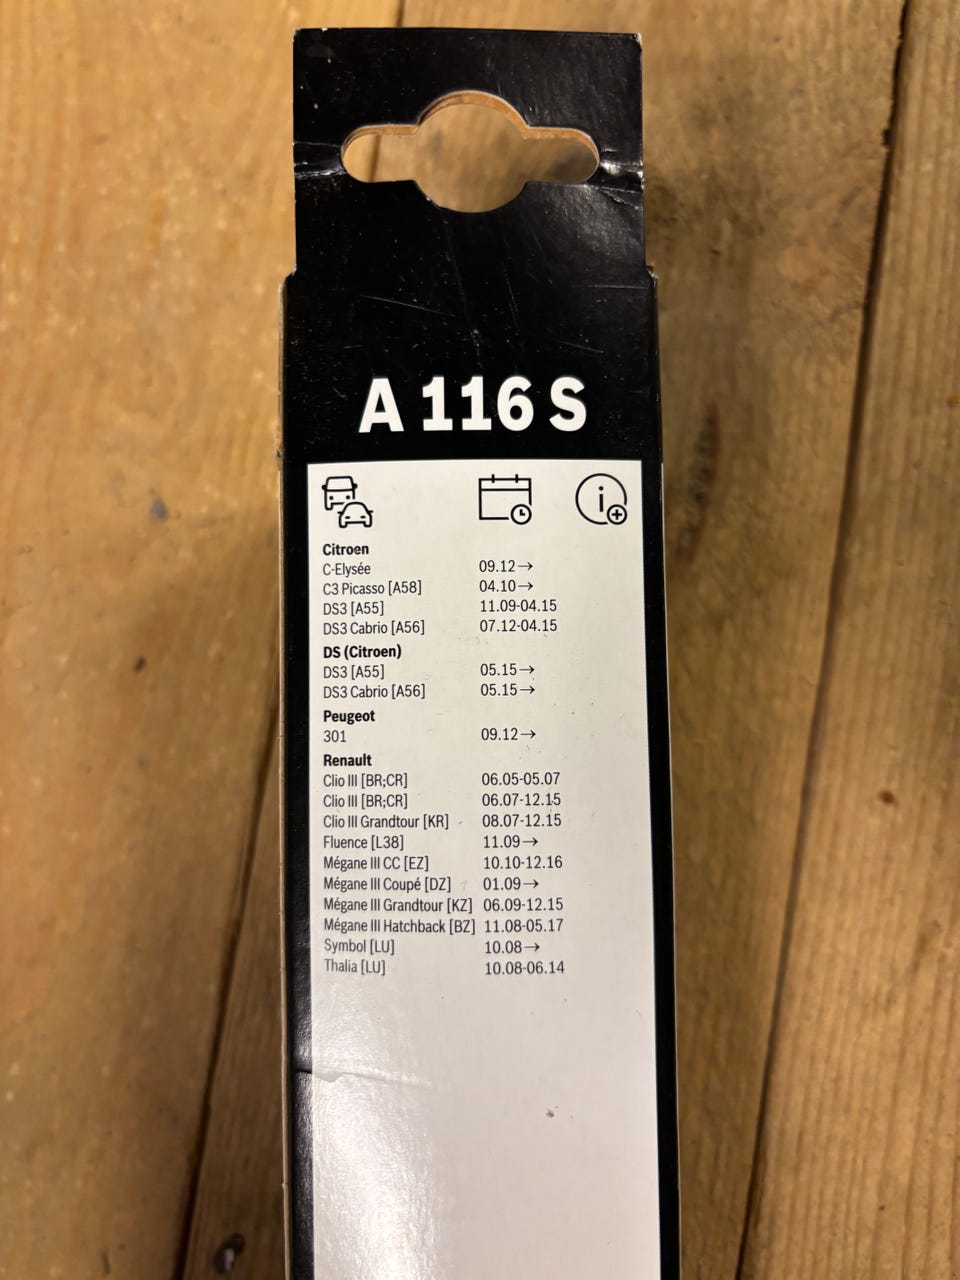 A 116 S
Citroen
C-Elysée 09.12→
C3 Picasso [A58] 04.10→
DS3 [A55] 11.09-04.15
DS3 Cabrio [A56] 07.12-04.15
DS (Citroen)
DS3 [A55] 05.15→
DS3 Cabrio [A56] 05.15→
Peugeot
301 09.12→
Renault
Clio III [BR;CR] 06.05-05.07
Clio III [BR;CR] 06.07-12.15
Clio III Grandtour [KR] 08.07-12.15
Fluence [L38] 11.09→
Mégane III CC [EZ] 10.10-12.16
Mégane III Coupé [DZ] 01.09→
Mégane III Grandtour [KZ] 06.09-12.15
Mégane III Hatchback [BZ] 11.08-05.17
Symbol [LU] 10.08→
Thalia [LU] 10.08-06.14